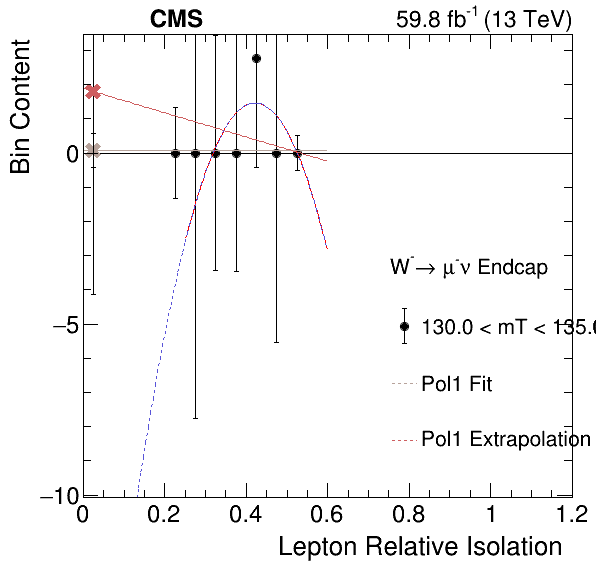 CMS 59.8 fb⁻¹ (13 TeV)
Bin Content
0
−5
−10
W⁻→ μ⁻ν Endcap
130.0 < mT < 135.0
Pol1 Fit
Pol1 Extrapolation
0 0.2 0.4 0.6 0.8 1 1.2
Lepton Relative Isolation